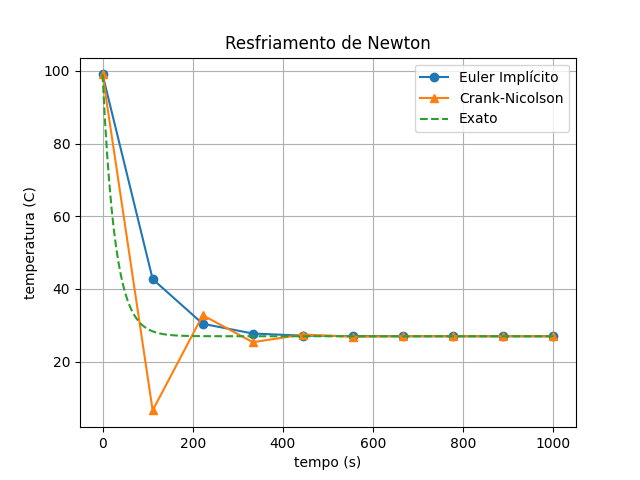 Resfriamento de Newton
Euler Implícito
Crank-Nicolson
Exato
temperatura (C)
100
80
60
40
20
0
200
400
600
800
1000
tempo (s)